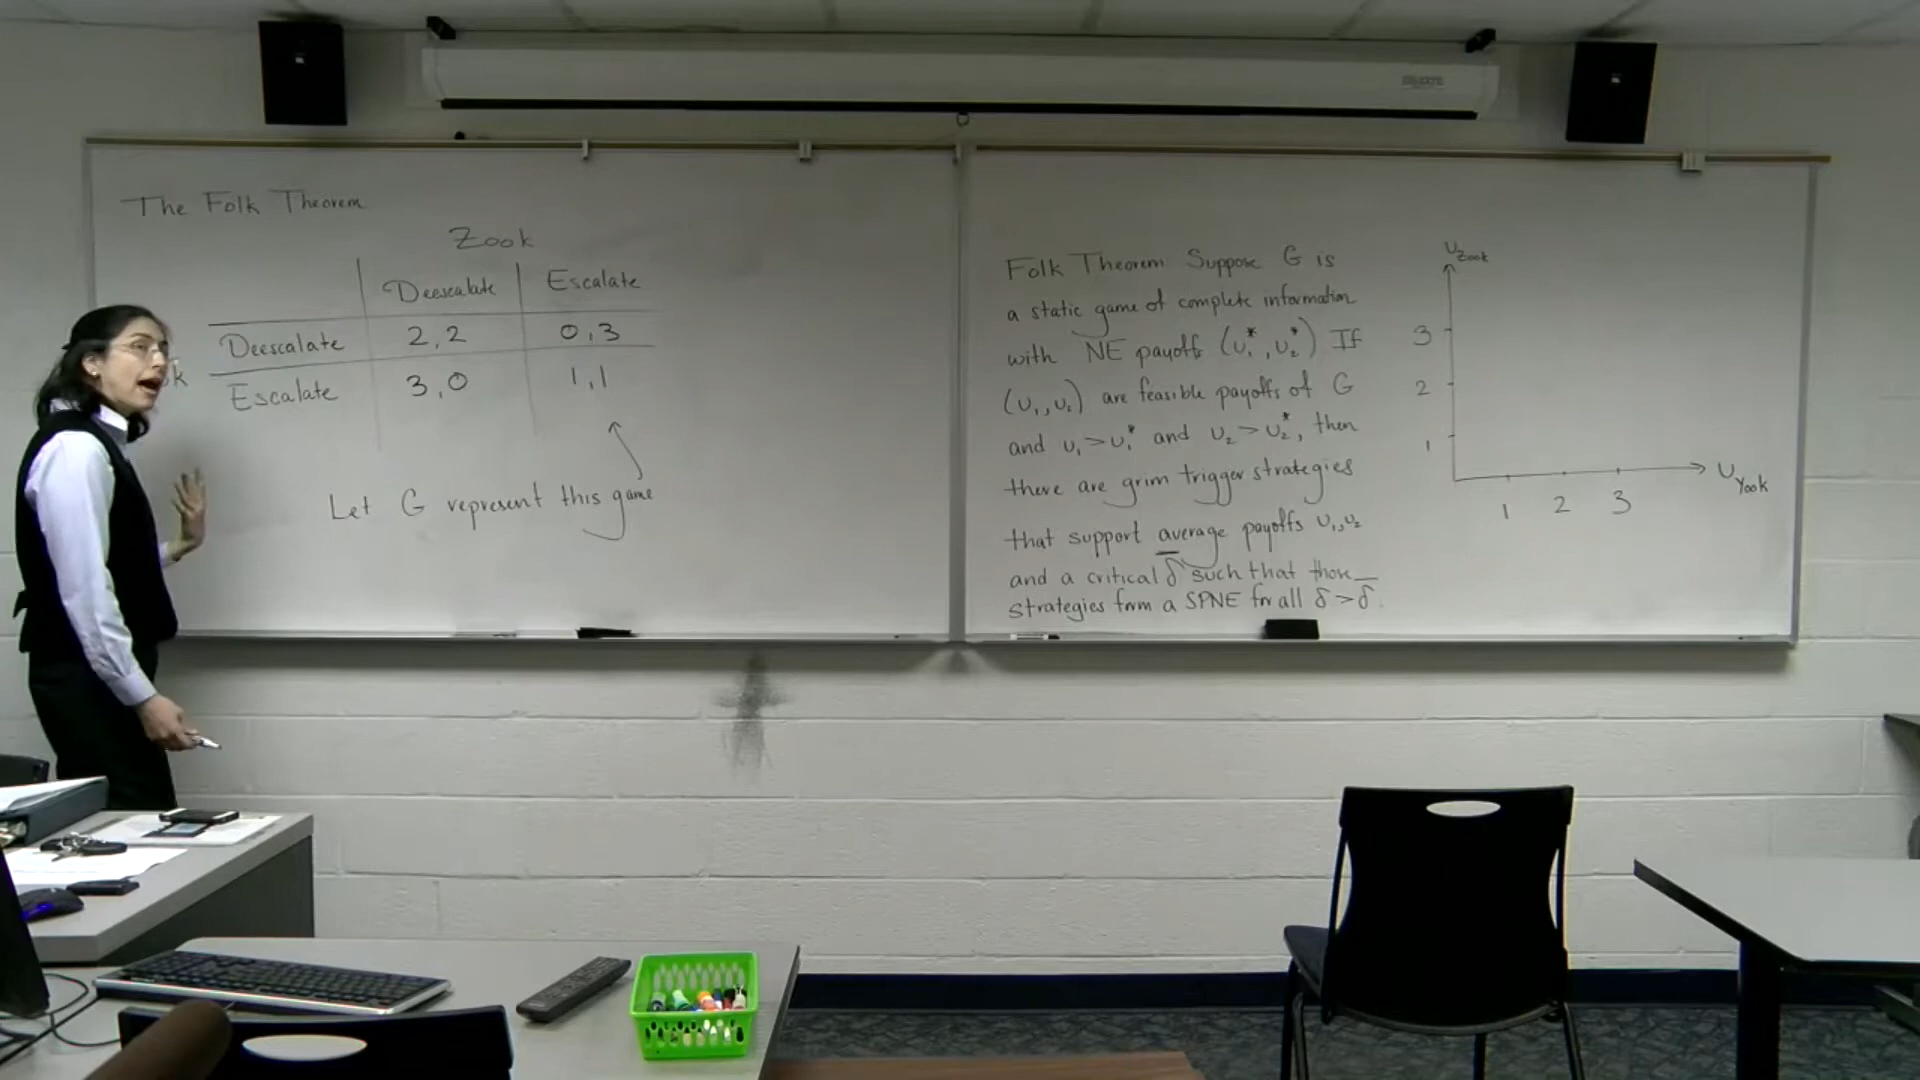 The Folk Theorem
Zook
Deescalate Escalate
Deescalate 2,2 0,3
Escalate 3,0 1,1
Let G represent this game
Folk Theorem Suppose G is
a static game of complete information
with NE payoffs (U₁*, U₂*) If
(U₁, U₂) are feasible payoffs of G
and U₁ > U₁* and U₂ > U₂*, then
there are grim trigger strategies
that support average payoffs U₁, U₂
and a critical δ̄ such that those
strategies form a SPNE for all δ > δ̄.
U Zook
3
2
1
1 2 3
U Yook